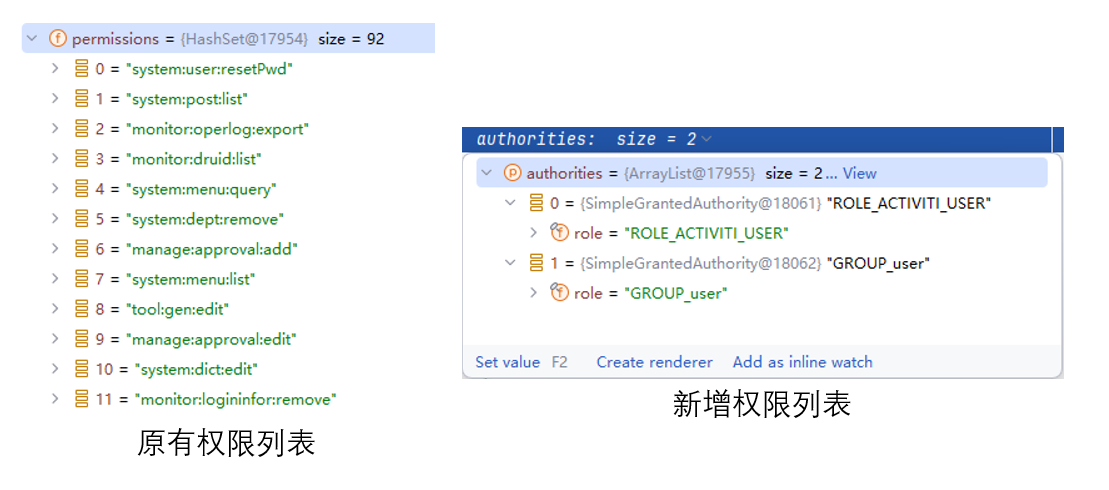 permissions = {HashSet@17954} size = 92
0 = "system:user:resetPwd"
1 = "system:post:list"
2 = "monitor:operlog:export"
3 = "monitor:druid:list"
4 = "system:menu:query"
5 = "system:dept:remove"
6 = "manage:approval:add"
7 = "system:menu:list"
8 = "tool:gen:edit"
9 = "manage:approval:edit"
10 = "system:dict:edit"
11 = "monitor:logininfor:remove"
原有权限列表
authorities: size = 2
authorities = {ArrayList@17955} size = 2 ... View
0 = {SimpleGrantedAuthority@18061} "ROLE_ACTIVITI_USER"
role = "ROLE_ACTIVITI_USER"
1 = {SimpleGrantedAuthority@18062} "GROUP_user"
role = "GROUP_user"
Set value F2 Create renderer Add as inline watch
新增权限列表